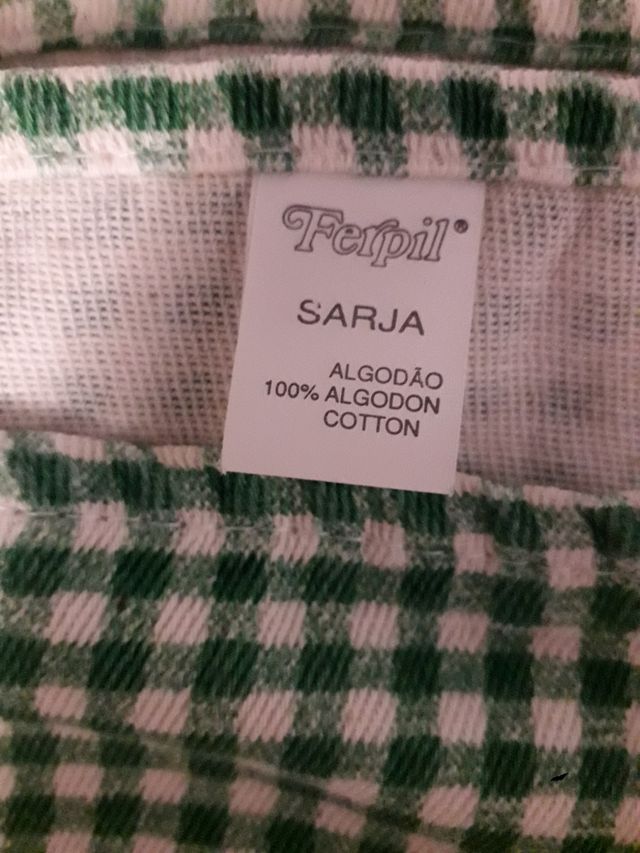 Ferpil®
SARJA
ALGODÃO
100% ALGODON
COTTON